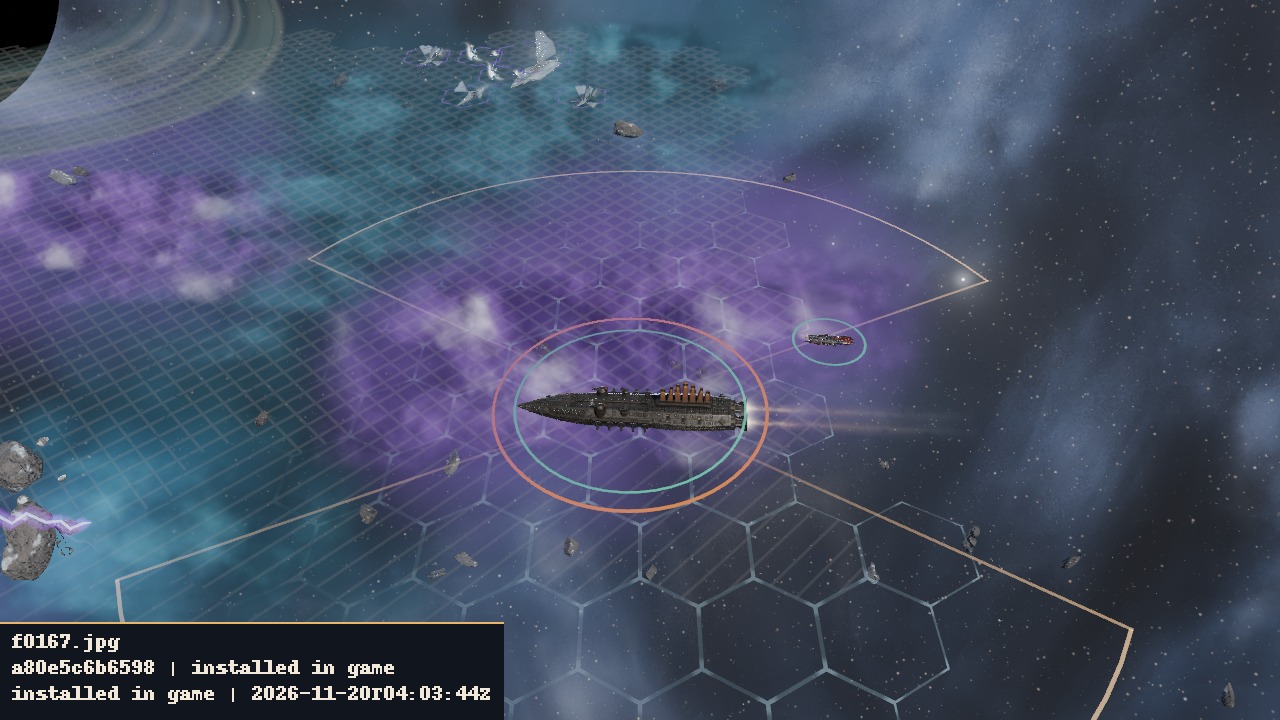 f0167.jpg
a80e5c6b6598 | installed in game
installed in game | 2026-11-20T04:03:44Z